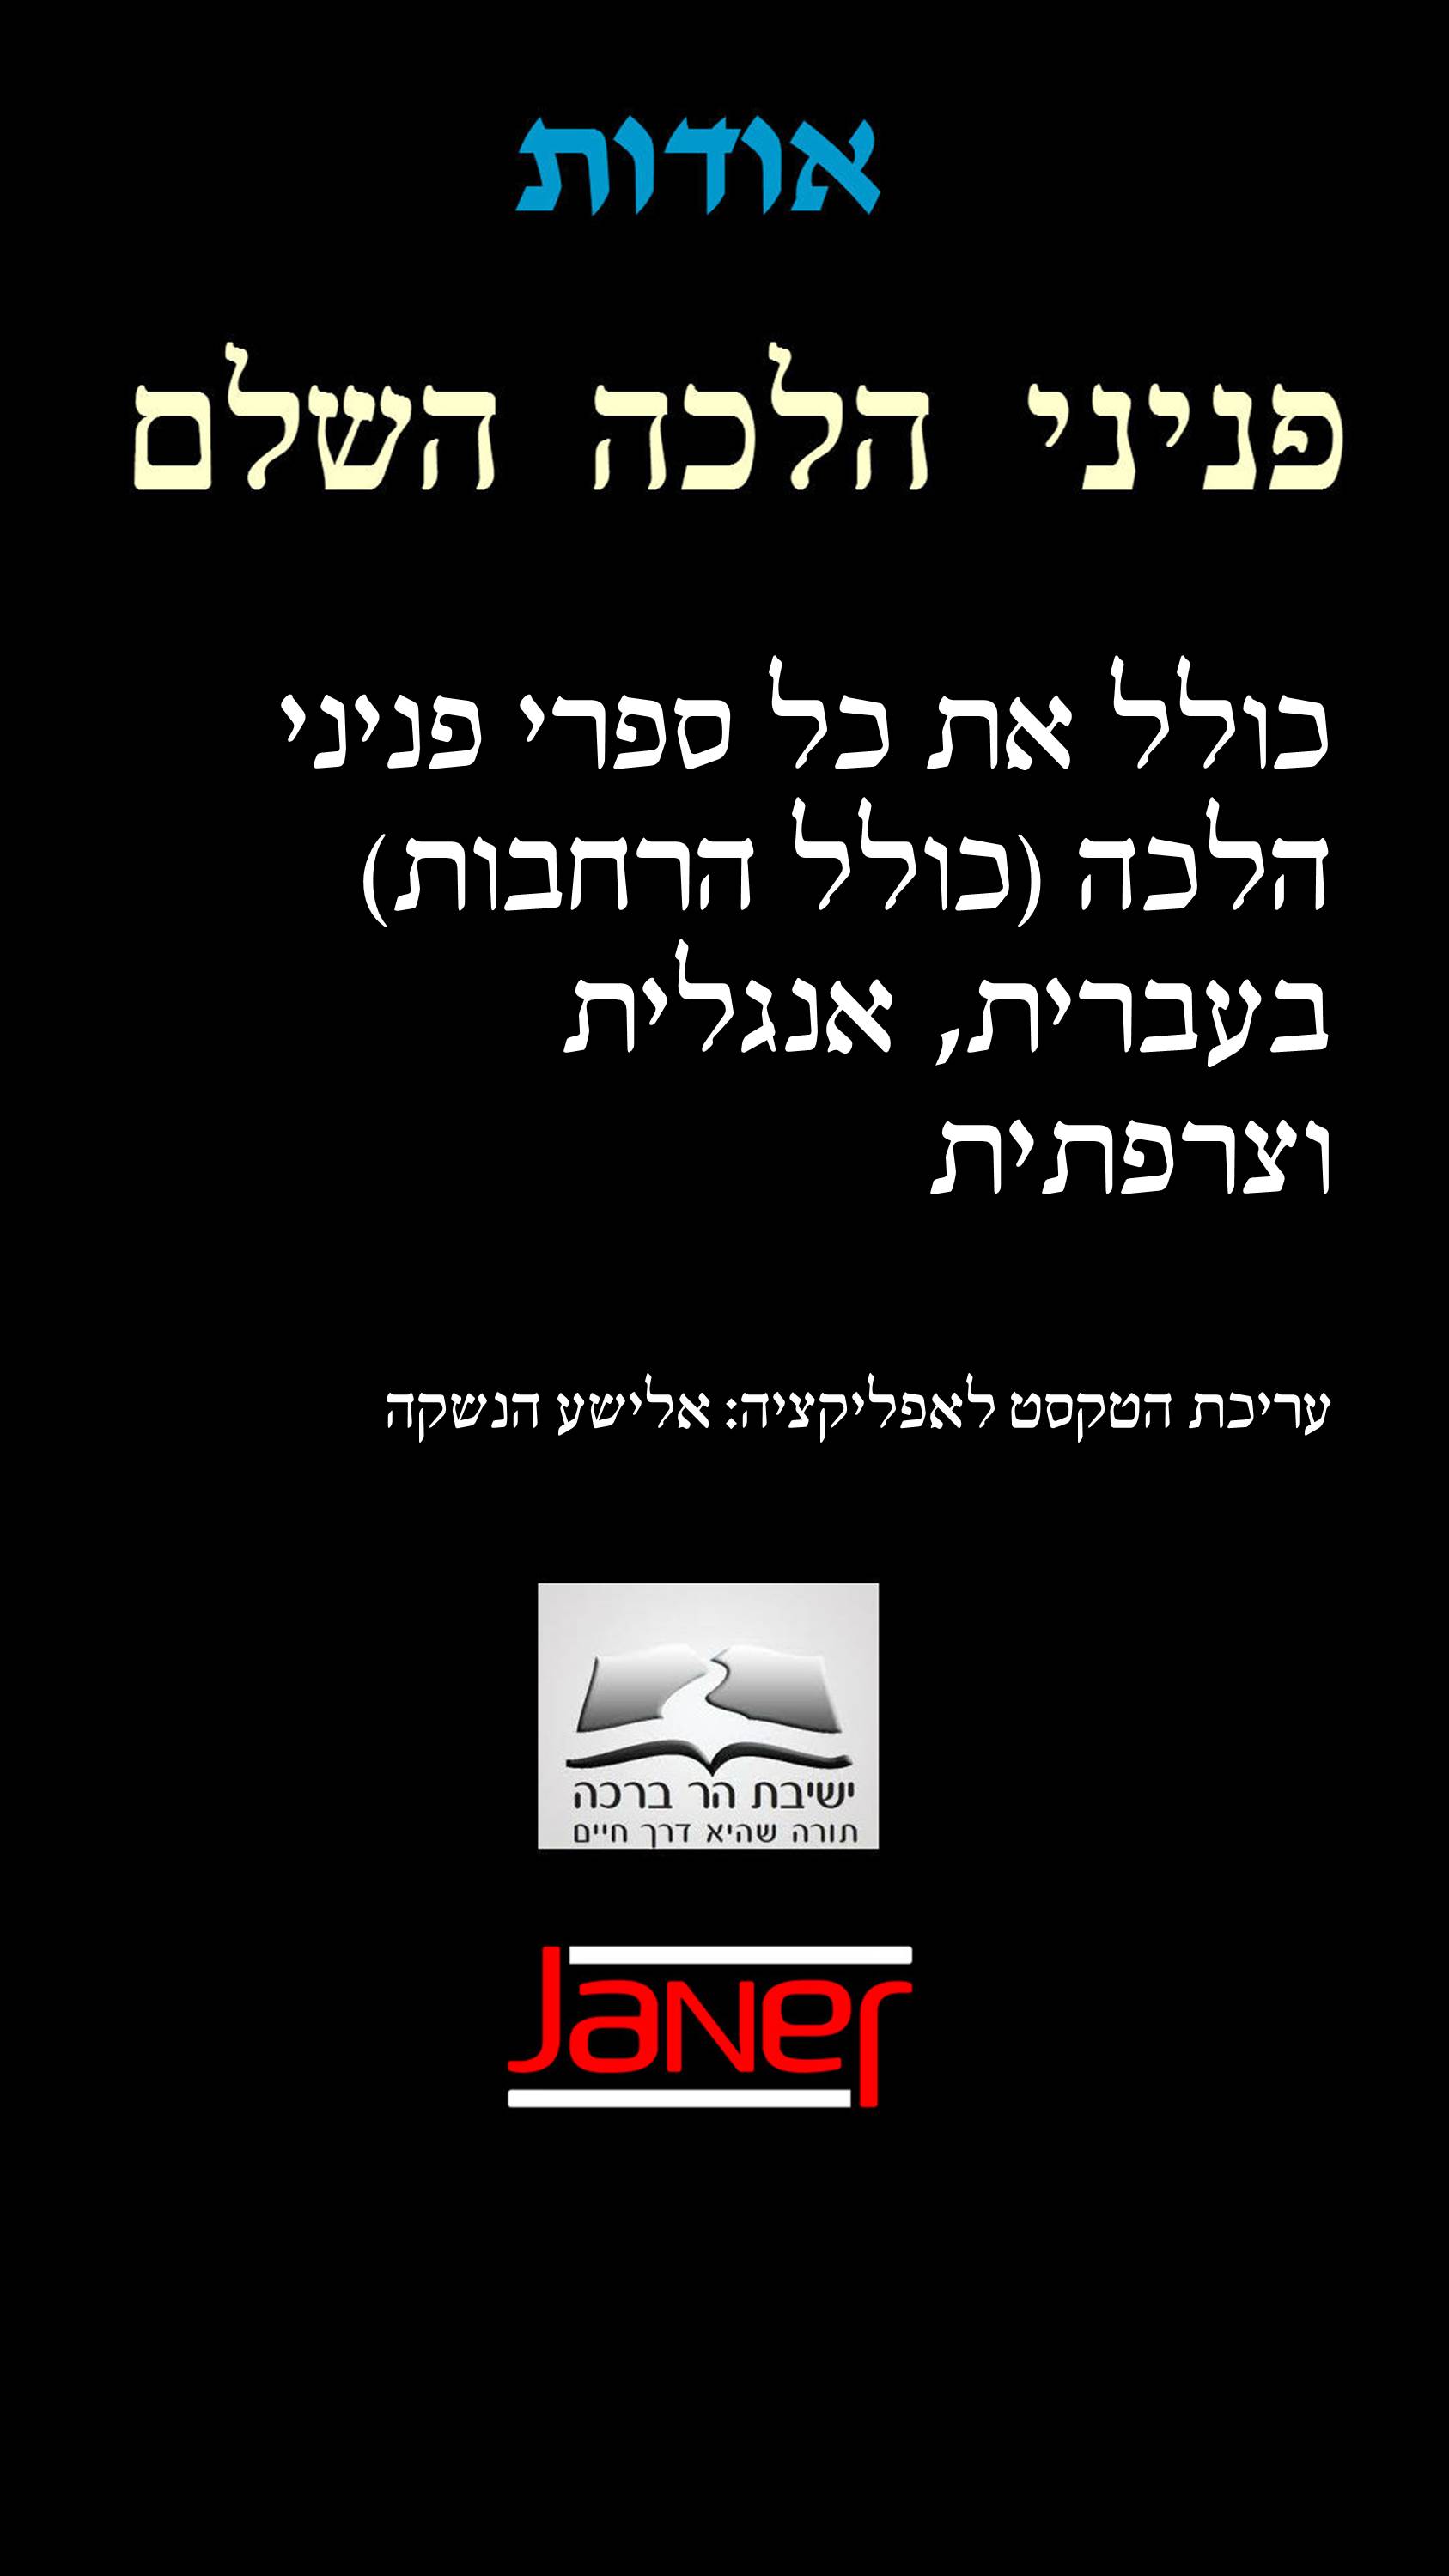 אודות
פניני הלכה השלם
כולל את כל ספרי פניני
הלכה (כולל הרחבות)
בעברית, אנגלית
וצרפתית
עריכת הטקסט לאפליקציה: אלישע הנשקה
ישיבת הר ברכה
תורה שהיא דרך חיים
Janer